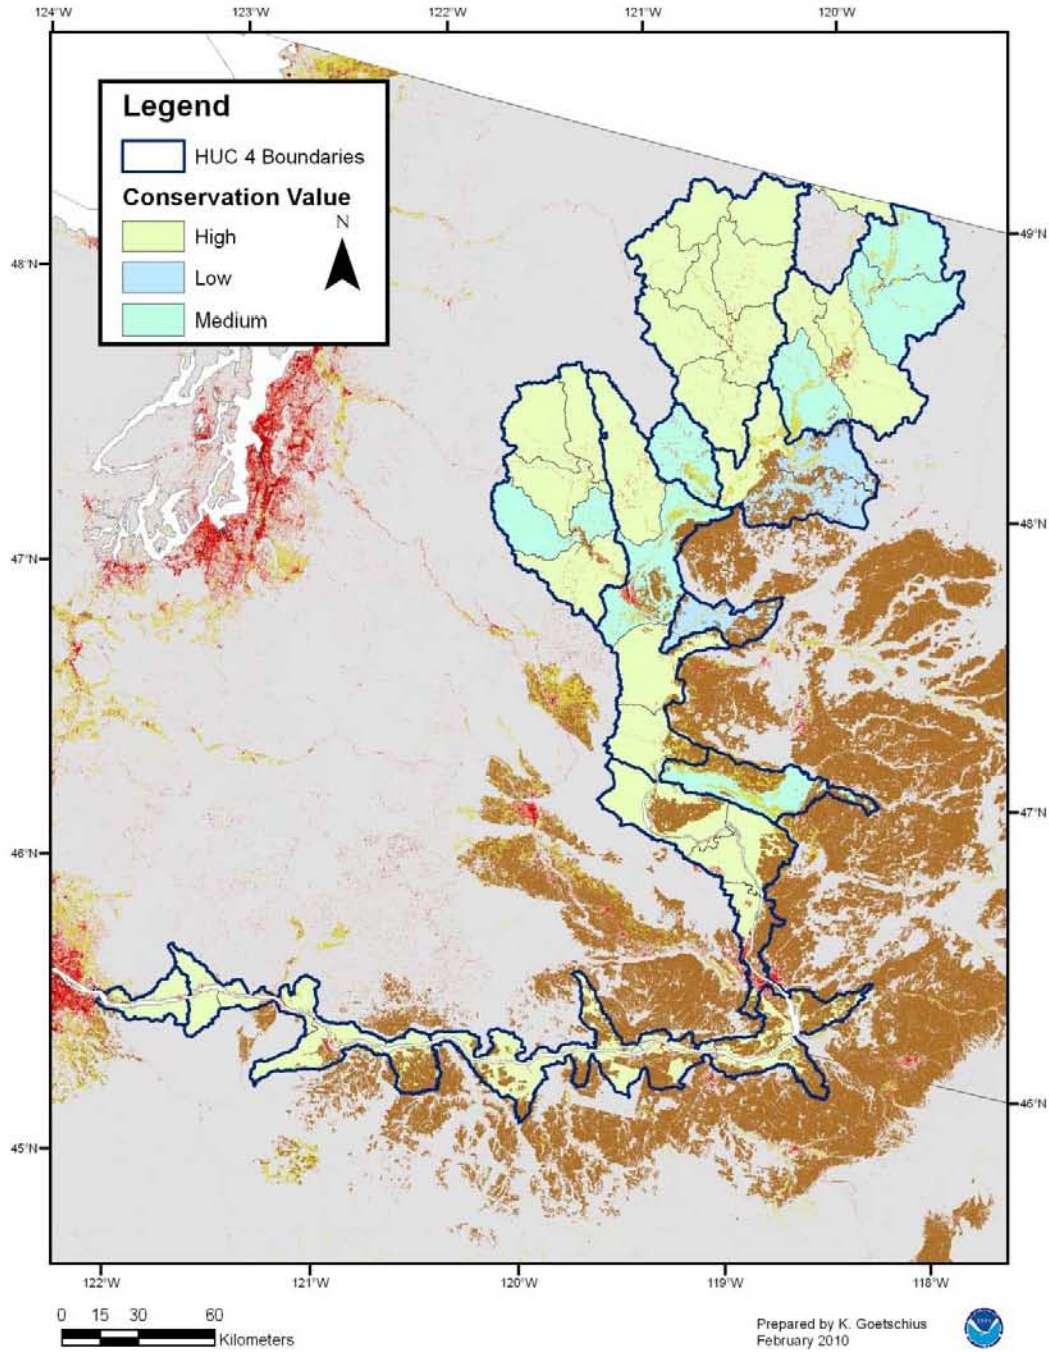 124°W 123°W 122°W 121°W 120°W
Legend
HUC 4 Boundaries
Conservation Value
N
High
Low
Medium
49°N
48°N
48°N
47°N
47°N
46°N
46°N
45°N
122°W 121°W 120°W 119°W 118°W
0 15 30 60
Kilometers
Prepared by K. Goetschius
February 2010